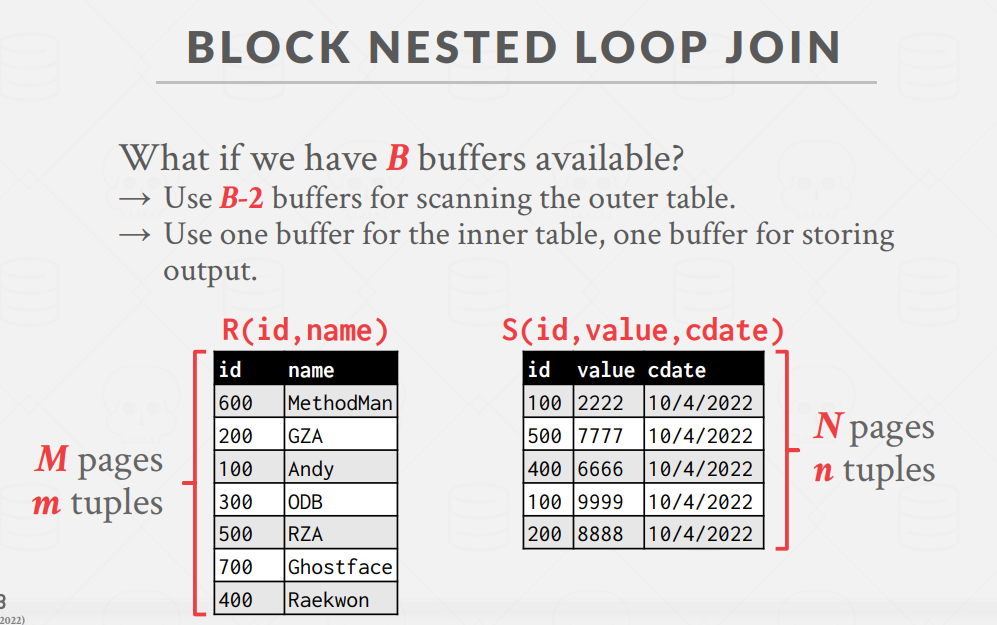 BLOCK NESTED LOOP JOIN
What if we have B buffers available?
→ Use B-2 buffers for scanning the outer table.
→ Use one buffer for the inner table, one buffer for storing
output.
R(id,name)
id name
600 MethodMan
200 GZA
100 Andy
300 ODB
500 RZA
700 Ghostface
400 Raekwon
M pages
m tuples
S(id,value,cdate)
id value cdate
100 2222 10/4/2022
500 7777 10/4/2022
400 6666 10/4/2022
100 9999 10/4/2022
200 8888 10/4/2022
N pages
n tuples
2022)